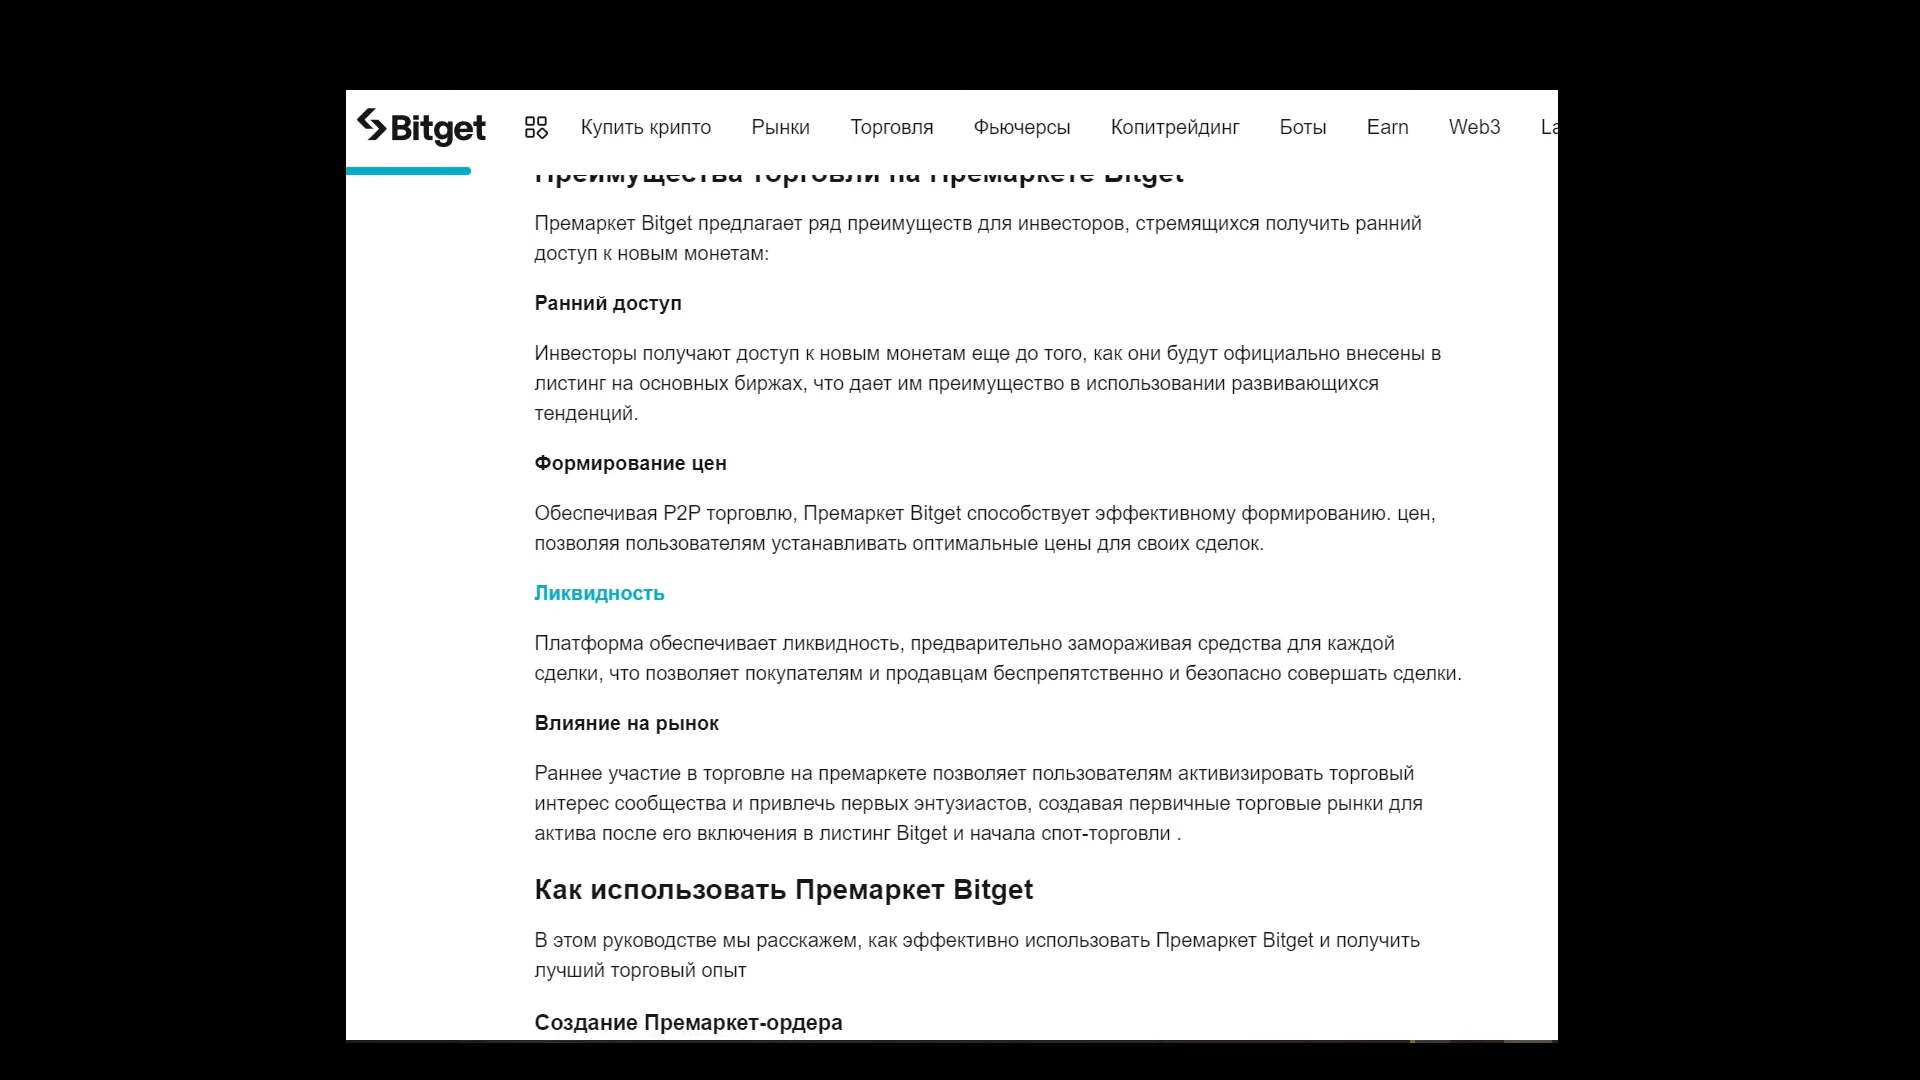 Bitget
Купить крипто
Рынки
Торговля
Фьючерсы
Копитрейдинг
Боты
Earn
Web3
La
Преимущества торговли на Премаркете Bitget
Премаркет Bitget предлагает ряд преимуществ для инвесторов, стремящихся получить ранний
доступ к новым монетам:
Ранний доступ
Инвесторы получают доступ к новым монетам еще до того, как они будут официально внесены в
листинг на основных биржах, что дает им преимущество в использовании развивающихся
тенденций.
Формирование цен
Обеспечивая P2P торговлю, Премаркет Bitget способствует эффективному формированию. цен,
позволяя пользователям устанавливать оптимальные цены для своих сделок.
Ликвидность
Платформа обеспечивает ликвидность, предварительно замораживая средства для каждой
сделки, что позволяет покупателям и продавцам беспрепятственно и безопасно совершать сделки.
Влияние на рынок
Раннее участие в торговле на премаркете позволяет пользователям активизировать торговый
интерес сообщества и привлечь первых энтузиастов, создавая первичные торговые рынки для
актива после его включения в листинг Bitget и начала спот-торговли .
Как использовать Премаркет Bitget
В этом руководстве мы расскажем, как эффективно использовать Премаркет Bitget и получить
лучший торговый опыт
Создание Премаркет-ордера